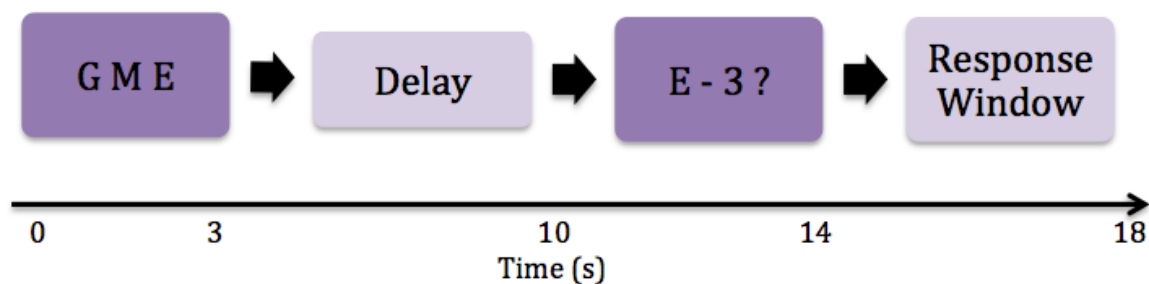 G M E
Delay
E - 3 ?
Response
Window
0
3
10
14
18
Time (s)